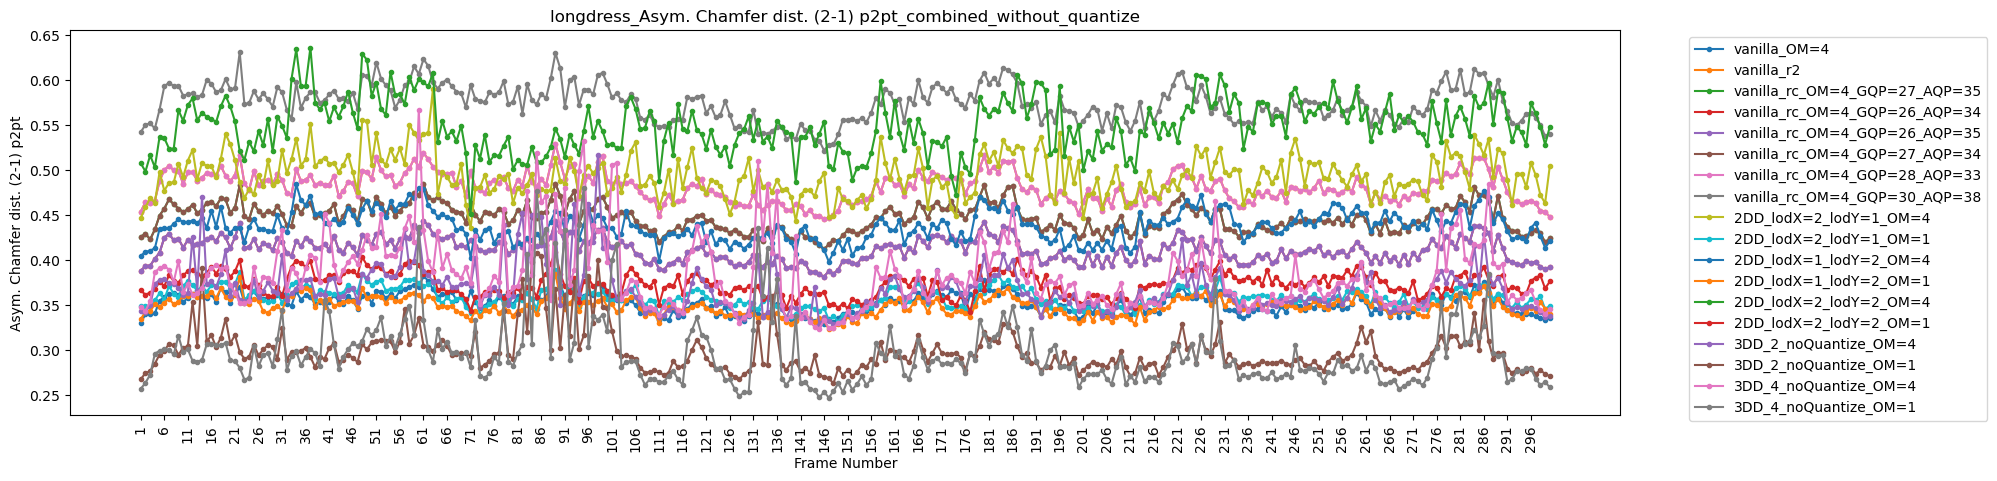 longdress_Asym. Chamfer dist. (2-1) p2pt_combined_without_quantize
Asym. Chamfer dist. (2-1) p2pt
0.65
0.60
0.55
0.50
0.45
0.40
0.35
0.30
0.25
1 6 11 16 21 26 31 36 41 46 51 56 61 66 71 76 81 86 91 96 101 106 111 116 121 126 131 136 141 146 151 156 161 166 171 176 181 186 191 196 201 206 211 216 221 226 231 236 241 246 251 256 261 266 271 276 281 286 291 296
Frame Number
vanilla_OM=4
vanilla_r2
vanilla_rc_OM=4_GQP=27_AQP=35
vanilla_rc_OM=4_GQP=26_AQP=34
vanilla_rc_OM=4_GQP=26_AQP=35
vanilla_rc_OM=4_GQP=27_AQP=34
vanilla_rc_OM=4_GQP=28_AQP=33
vanilla_rc_OM=4_GQP=30_AQP=38
2DD_lodX=2_lodY=1_OM=4
2DD_lodX=2_lodY=1_OM=1
2DD_lodX=1_lodY=2_OM=4
2DD_lodX=1_lodY=2_OM=1
2DD_lodX=2_lodY=2_OM=4
2DD_lodX=2_lodY=2_OM=1
3DD_2_noQuantize_OM=4
3DD_2_noQuantize_OM=1
3DD_4_noQuantize_OM=4
3DD_4_noQuantize_OM=1